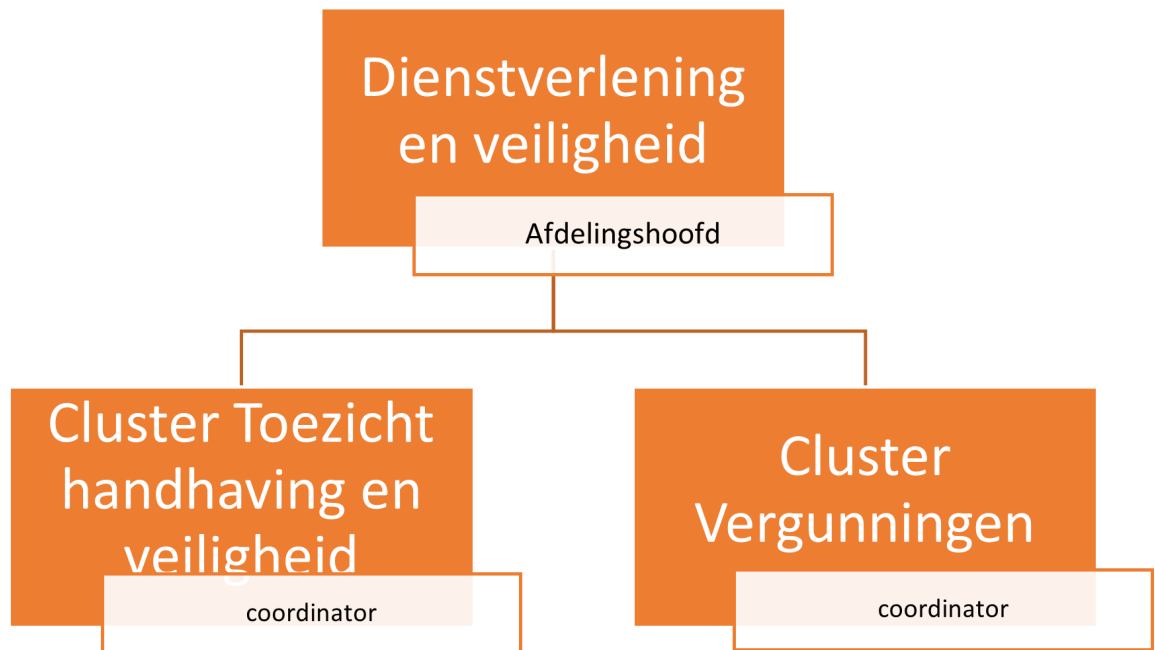 Dienstverlening
en veiligheid
Afdelingshoofd
Cluster Toezicht
handhaving en
veiligheid
coordinator
Cluster
Vergunningen
coordinator